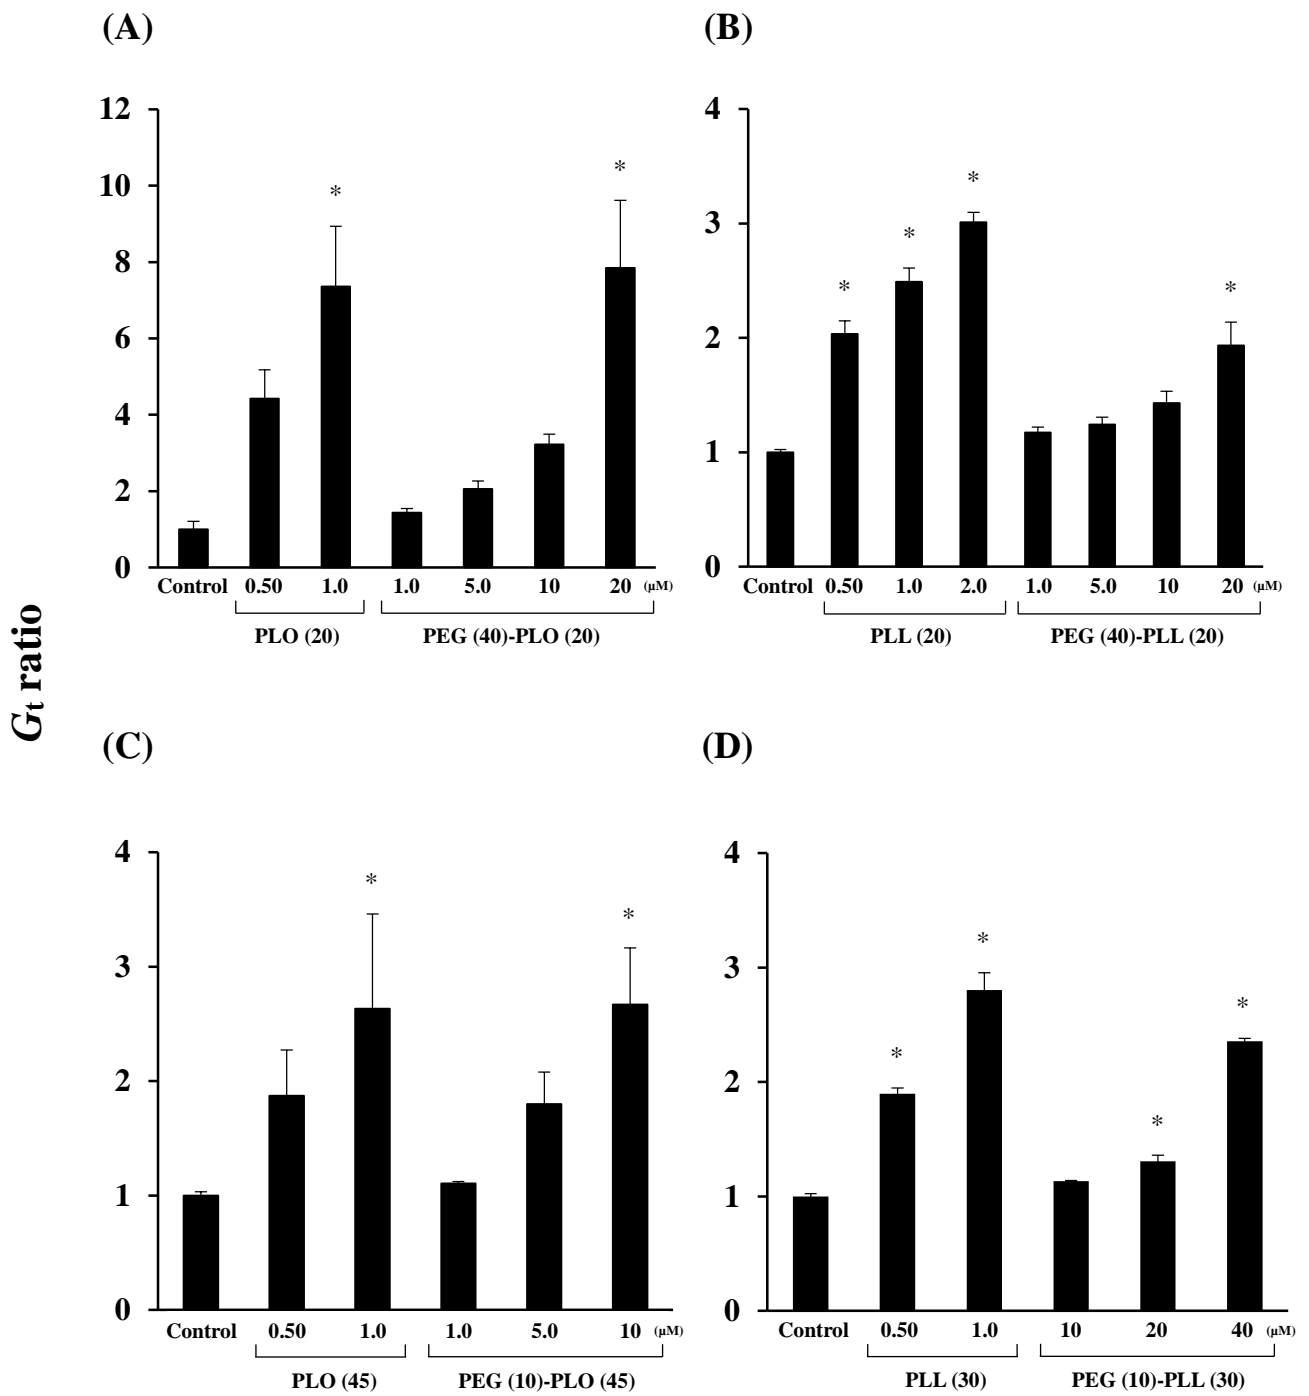 (A)
12
10
8
6
4
2
0
*
*
Control 0.50 1.0 1.0 5.0 10 20 (μM)
PLO (20) PEG (40)-PLO (20)
(B)
4
3
2
1
0
*
*
*
*
Control 0.50 1.0 2.0 1.0 5.0 10 20 (μM)
PLL (20) PEG (40)-PLL (20)
Gt ratio
(C)
4
3
2
1
0
*
*
Control 0.50 1.0 1.0 5.0 10 (μM)
PLO (45) PEG (10)-PLO (45)
(D)
4
3
2
1
0
*
*
*
*
Control 0.50 1.0 10 20 40 (μM)
PLL (30) PEG (10)-PLL (30)